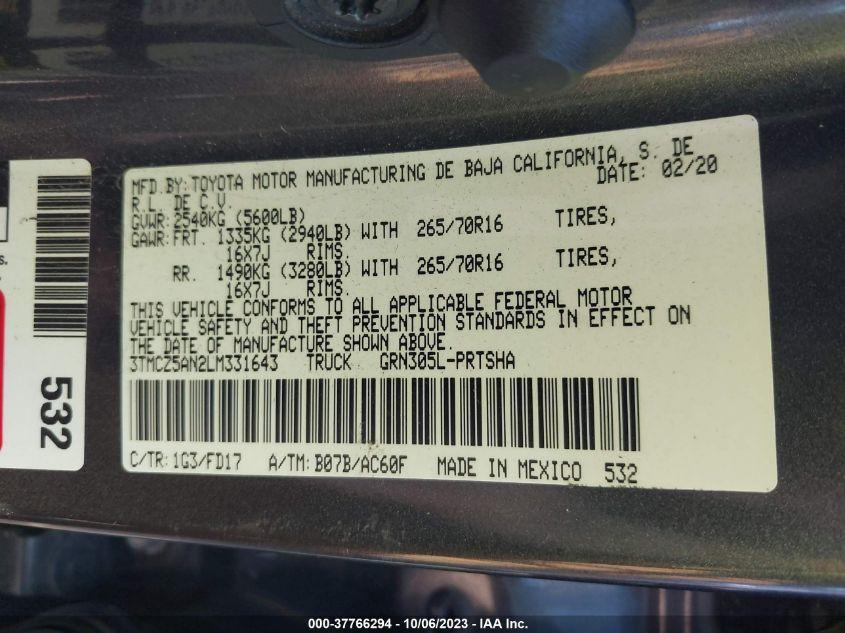 MFD. BY: TOYOTA MOTOR MANUFACTURING DE BAJA CALIFORNIA, S. DE
R.L. DE C.V. DATE: 02/20
GVWR: 2540KG (5600LB)
GAWR: FRT. 1335KG (2940LB) WITH 265/70R16 TIRES,
16X7J RIMS.
RR. 1490KG (3280LB) WITH 265/70R16 TIRES,
16X7J RIMS.
THIS VEHICLE CONFORMS TO ALL APPLICABLE FEDERAL MOTOR
VEHICLE SAFETY AND THEFT PREVENTION STANDARDS IN EFFECT ON
THE DATE OF MANUFACTURE SHOWN ABOVE.
3TMCZ5AN2LM331643 TRUCK GRN305L-PRTSHA
C/TR: 1G3/FD17 A/TM: B07B/AC60F MADE IN MEXICO 532
532
s.
000-37766294 - 10/06/2023 - IAA Inc.